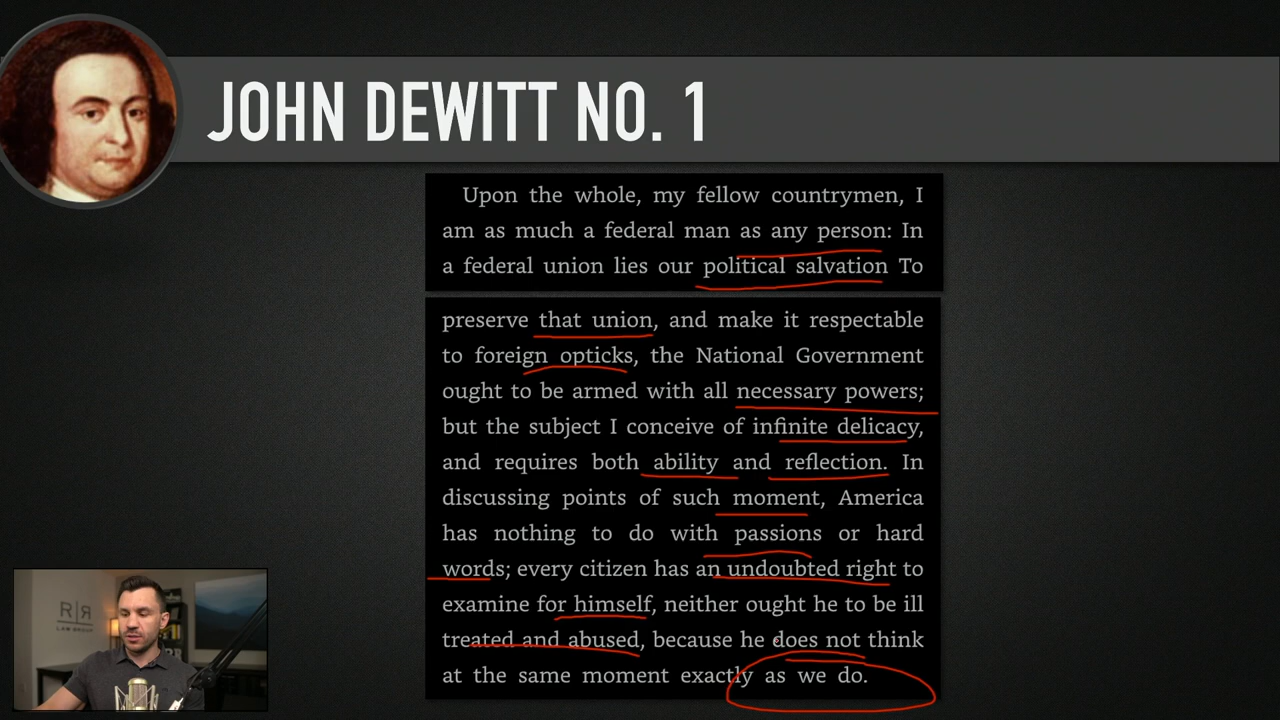 JOHN DEWITT NO. 1
Upon the whole, my fellow countrymen, I
am as much a federal man as any person: In
a federal union lies our political salvation To
preserve that union, and make it respectable
to foreign opticks, the National Government
ought to be armed with all necessary powers;
but the subject I conceive of infinite delicacy,
and requires both ability and reflection. In
discussing points of such moment, America
has nothing to do with passions or hard
words; every citizen has an undoubted right to
examine for himself, neither ought he to be ill
treated and abused, because he does not think
at the same moment exactly as we do.
R|R
LAW GROUP